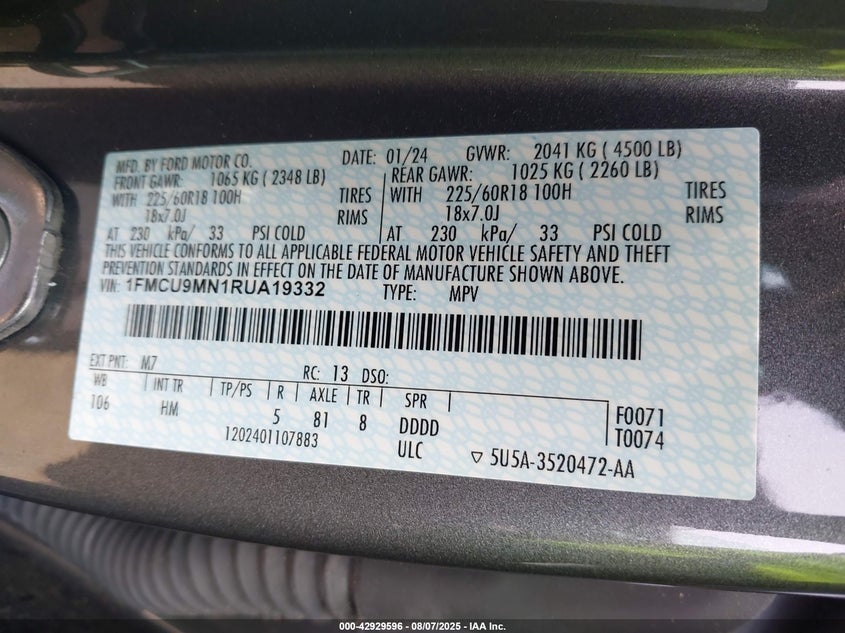 MFD. BY FORD MOTOR CO. DATE: 01/24 GVWR: 2041 KG ( 4500 LB)
FRONT GAWR: 1065 KG ( 2348 LB) REAR GAWR: 1025 KG ( 2260 LB)
WITH 225/60R18 100H TIRES WITH 225/60R18 100H TIRES
18x7.0J RIMS 18x7.0J RIMS
AT 230 kPa/ 33 PSI COLD AT 230 kPa/ 33 PSI COLD
THIS VEHICLE CONFORMS TO ALL APPLICABLE FEDERAL MOTOR VEHICLE SAFETY AND THEFT
PREVENTION STANDARDS IN EFFECT ON THE DATE OF MANUFACTURE SHOWN ABOVE.
VIN: 1FMCU9MN1RUA19332 TYPE: MPV
EXT PNT: M7 RC: 13 DSO:
WB INT TR TP/PS R AXLE TR SPR
106 HM 5 81 8 DDDD F0071
1202401107883 ULC T0074
▽ 5U5A-3520472-AA
000-42929596 - 08/07/2025 - IAA Inc.